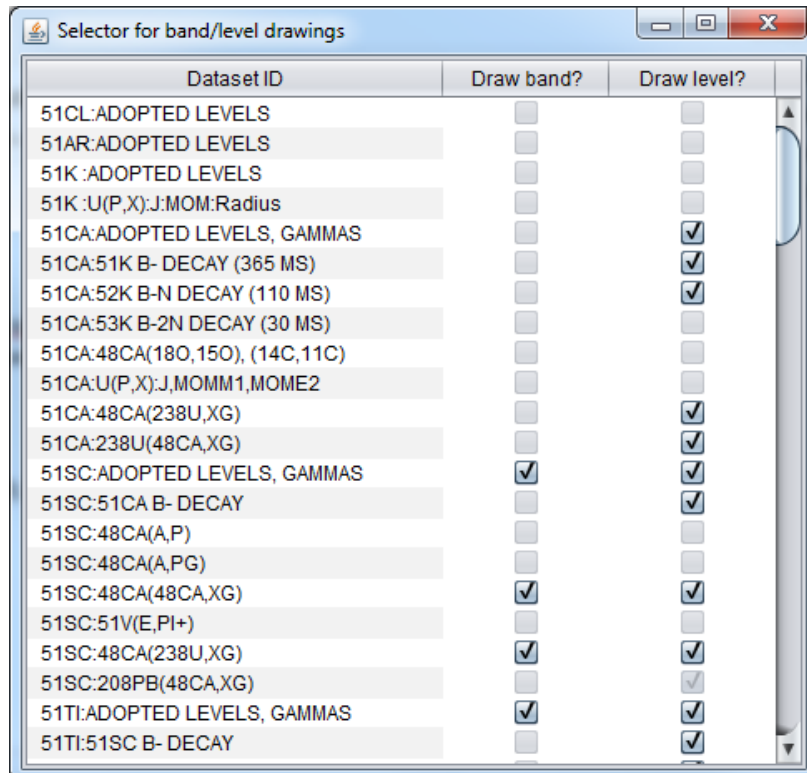 Selector for band/level drawings
Dataset ID Draw band? Draw level?
51CL:ADOPTED LEVELS
51AR:ADOPTED LEVELS
51K :ADOPTED LEVELS
51K :U(P,X):J:MOM:Radius
51CA:ADOPTED LEVELS, GAMMAS
51CA:51K B- DECAY (365 MS)
51CA:52K B-N DECAY (110 MS)
51CA:53K B-2N DECAY (30 MS)
51CA:48CA(18O,15O), (14C,11C)
51CA:U(P,X):J,MOMM1,MOME2
51CA:48CA(238U,XG)
51CA:238U(48CA,XG)
51SC:ADOPTED LEVELS, GAMMAS
51SC:51CA B- DECAY
51SC:48CA(A,P)
51SC:48CA(A,PG)
51SC:48CA(48CA,XG)
51SC:51V(E,PI+)
51SC:48CA(238U,XG)
51SC:208PB(48CA,XG)
51TI:ADOPTED LEVELS, GAMMAS
51TI:51SC B- DECAY